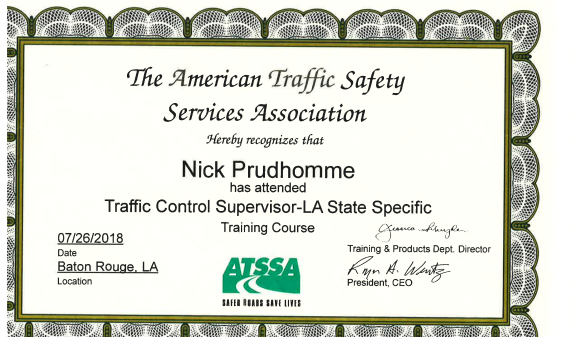 The American Traffic Safety
Services Association
Hereby recognizes that
Nick Prudhomme
has attended
Traffic Control Supervisor-LA State Specific
Training Course
07/26/2018
Date
Baton Rouge, LA
Location
ATSSA
SAFER ROADS SAVE LIVES
Training & Products Dept. Director
President, CEO